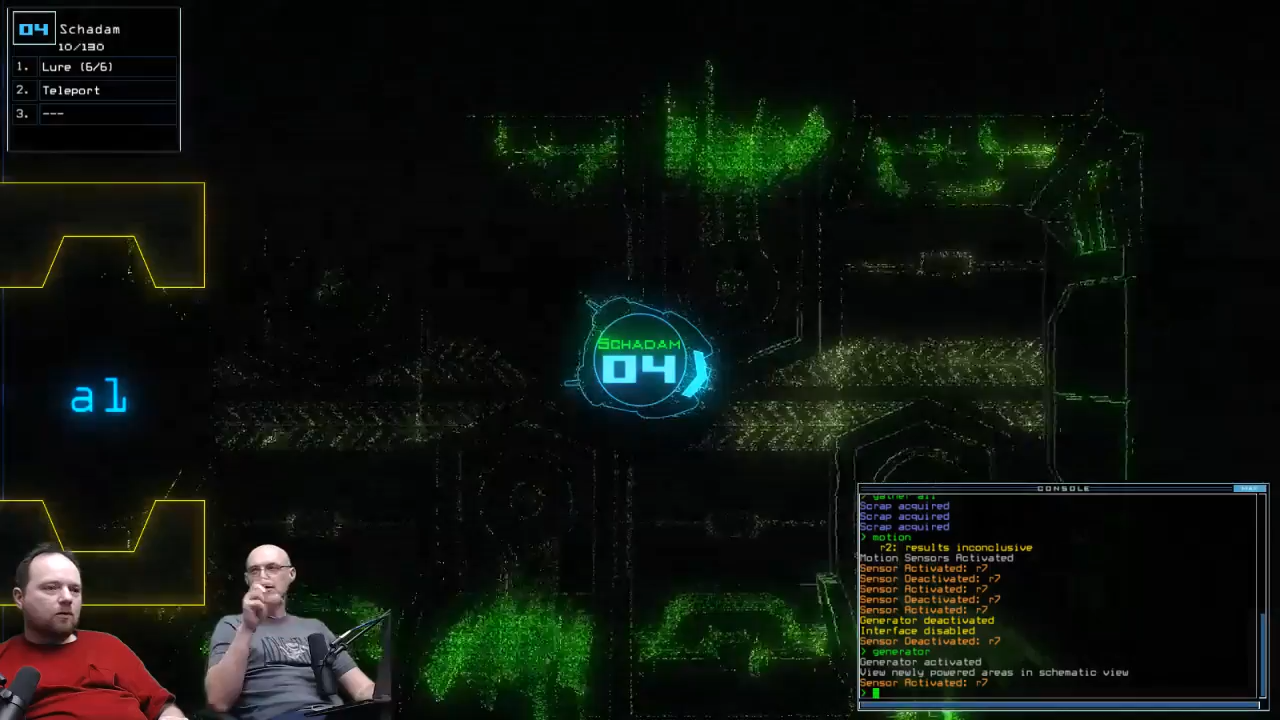 04 Schadam
10/130
1. Lure (6/6)
2. Teleport
3. ---
a1
SCHADAM
04
CONSOLE
> gather all
Scrap acquired
Scrap acquired
Scrap acquired
> motion
r2: results inconclusive
Motion Sensors Activated
Sensor Activated: r7
Sensor Deactivated: r7
Sensor Activated: r7
Sensor Deactivated: r7
Sensor Activated: r7
Generator deactivated
Interface disabled
Sensor Deactivated: r7
> generator
Generator activated
View newly powered areas in schematic view
Sensor Activated: r7
>